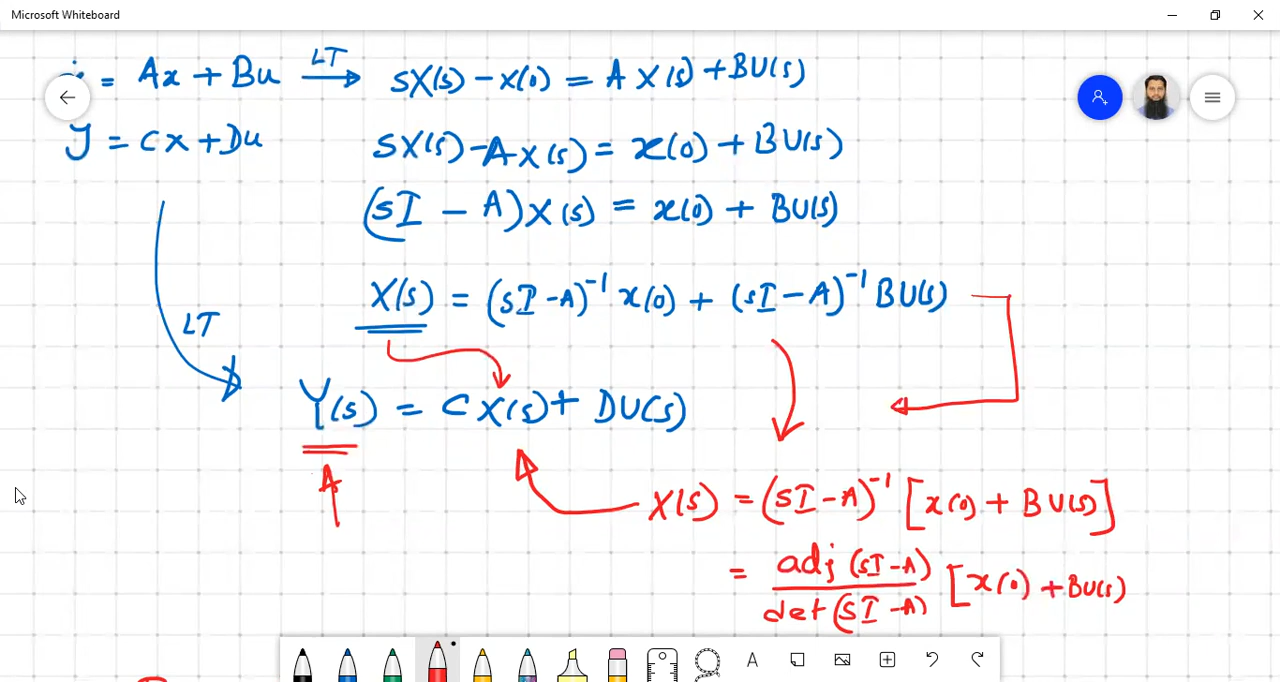 Microsoft Whiteboard
= Ax + Bu LT sX(s) - x(0) = A X(s) + BU(s)
y = Cx + Du
sX(s) - AX(s) = x(0) + BU(s)
(sI - A)X(s) = x(0) + BU(s)
X(s) = (sI - A)⁻¹ x(0) + (sI - A)⁻¹ BU(s)
LT
Y(s) = CX(s) + DU(s)
X(s) = (sI - A)⁻¹ [x(0) + BU(s)]
= adj (sI - A) / det (sI - A) [x(0) + BU(s)
A